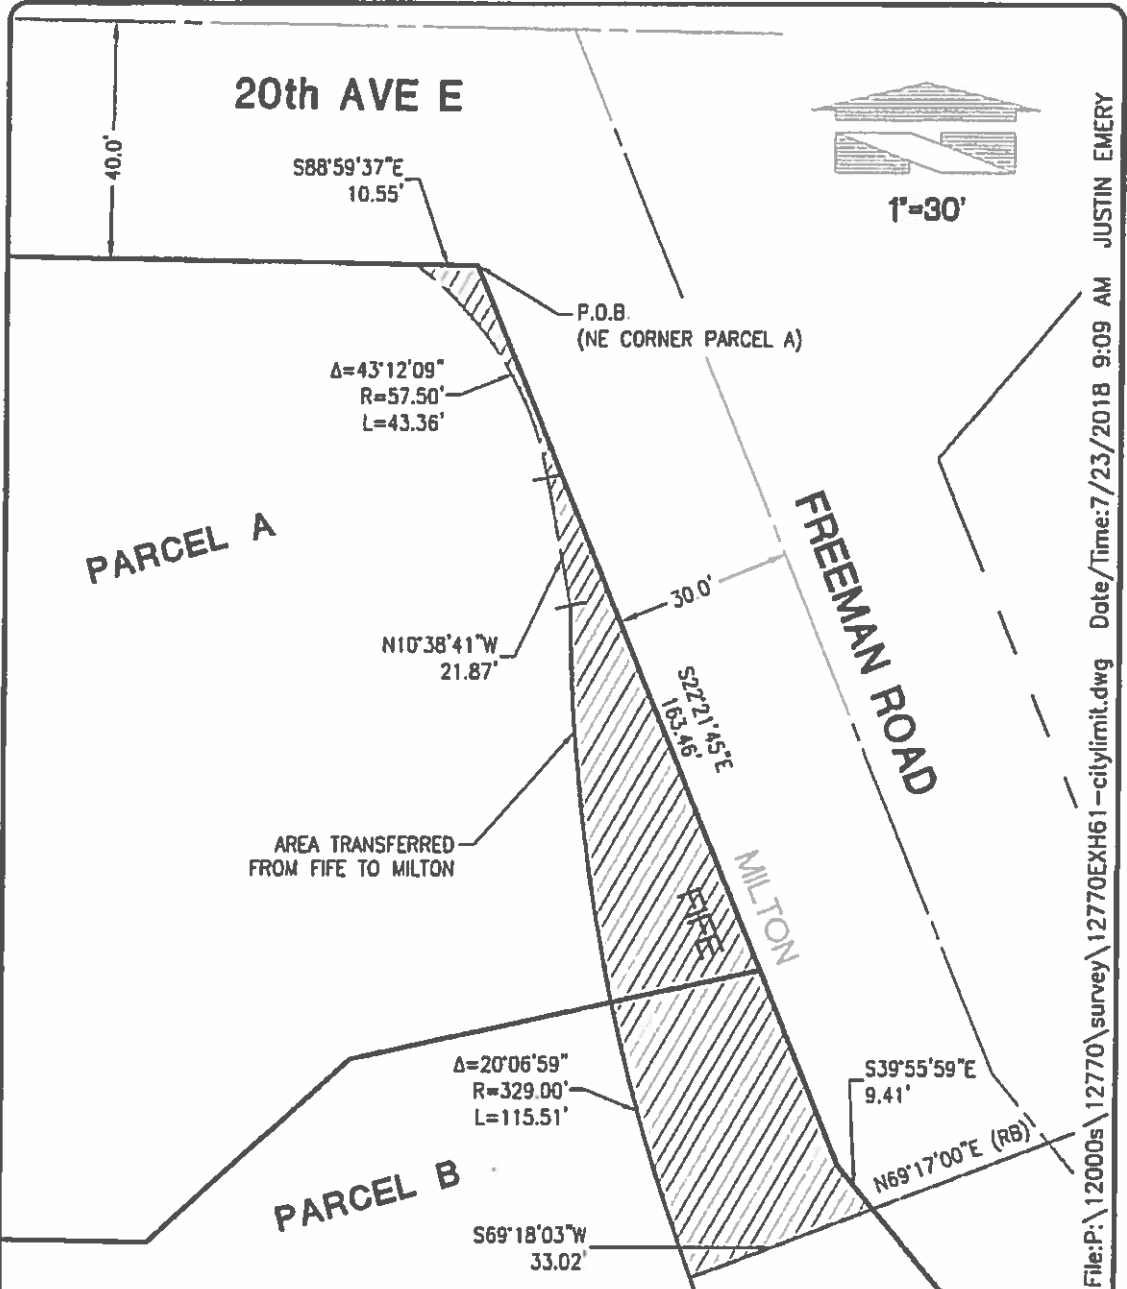 20th AVE E
40.0'
S88°59'37"E
10.55'
1"=30'
P.O.B.
(NE CORNER PARCEL A)
Δ=43°12'09"
R=57.50'
L=43.36'
PARCEL A
FREEMAN ROAD
30.0'
N10°38'41"W
21.87'
S22°21'45"E
163.46'
AREA TRANSFERRED
FROM FIFE TO MILTON
FIFE
MILTON
Δ=20°06'59"
R=329.00'
L=115.51'
S39°55'59"E
9.41'
N69°17'00"E (RB)
PARCEL B
S69°18'03"W
33.02'
File:P:\12000s\12770\survey\12770EXH61-citylimit.dwg Date/Time:7/23/2018 9:09 AM JUSTIN EMERY